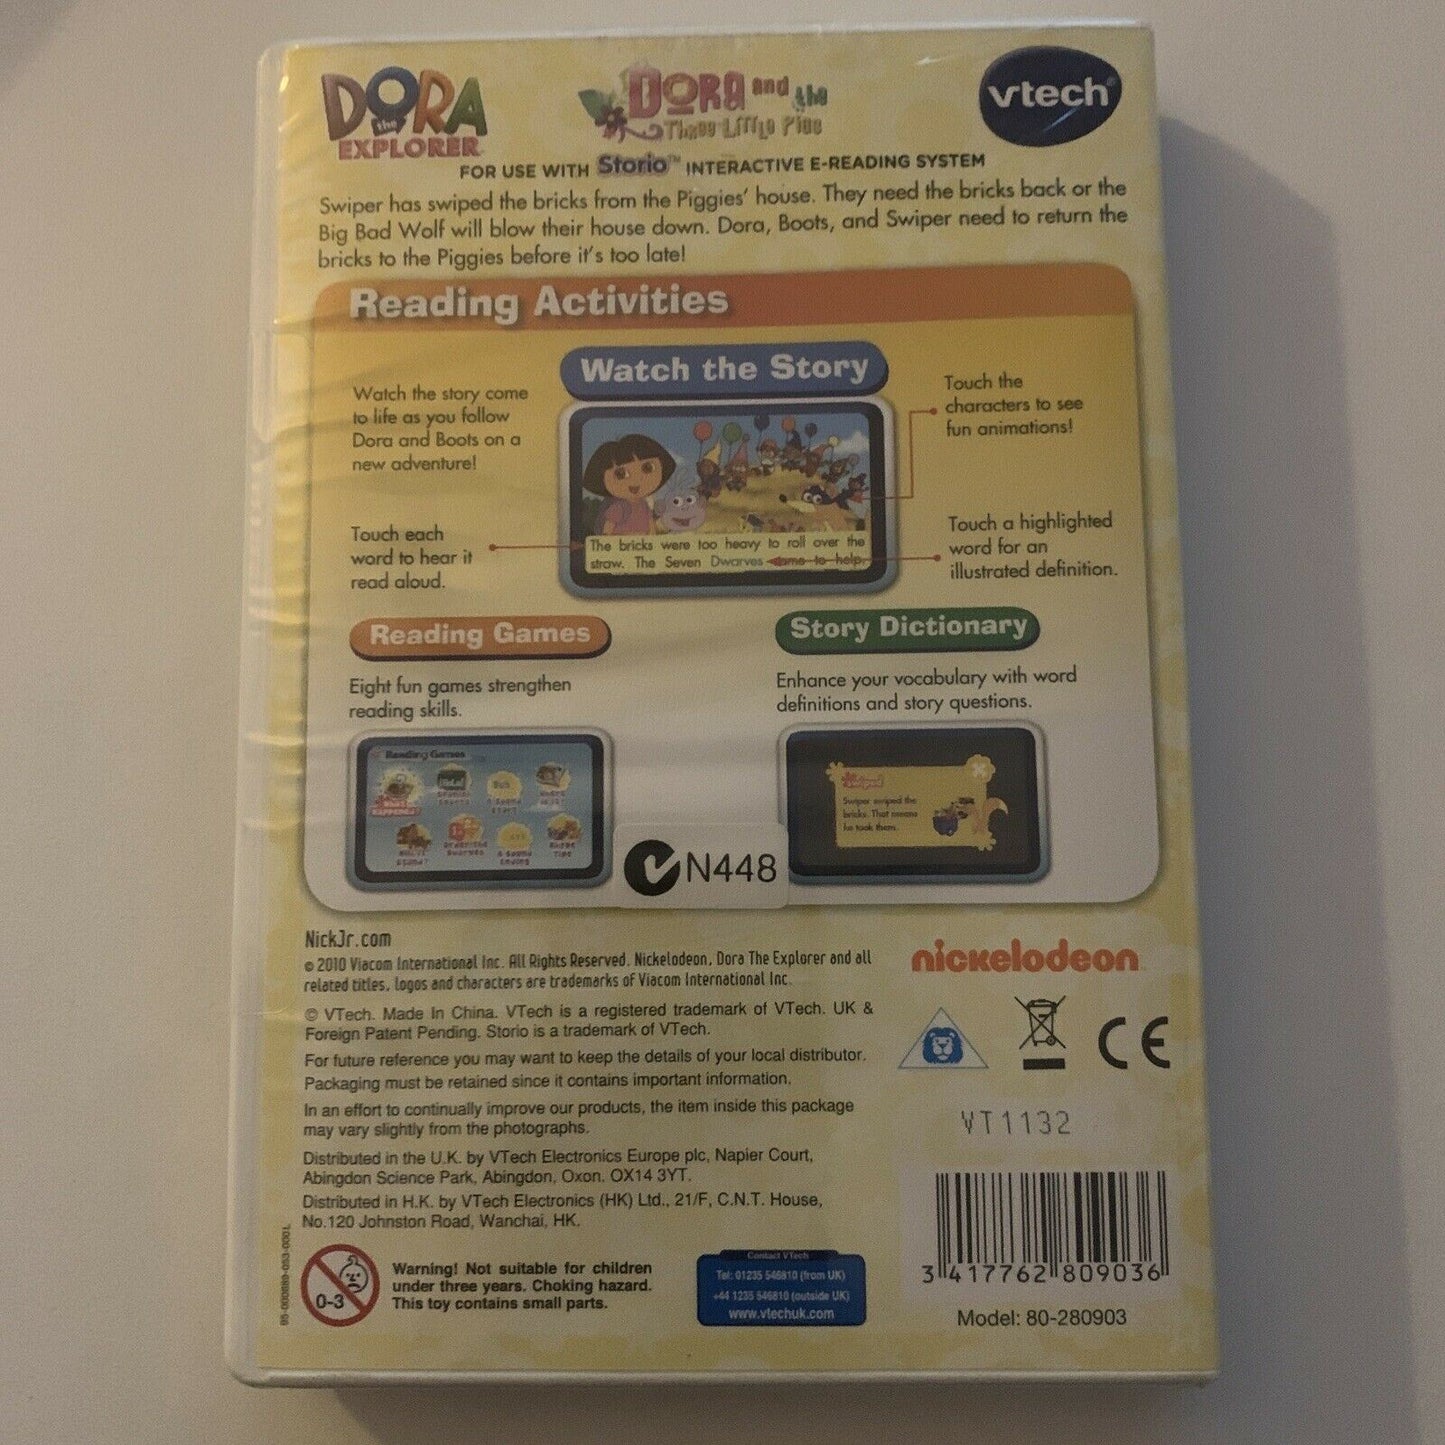 DORA
the
EXPLORER
DORA and the
Three Little Pigs
vtech®
FOR USE WITH Storio™ INTERACTIVE E-READING SYSTEM
Swiper has swiped the bricks from the Piggies' house. They need the bricks back or the
Big Bad Wolf will blow their house down. Dora, Boots, and Swiper need to return the
bricks to the Piggies before it's too late!
Reading Activities
Watch the Story
Watch the story come
to life as you follow
Dora and Boots on a
new adventure!
Touch the
characters to see
fun animations!
Touch each
word to hear it
read aloud.
Touch a highlighted
word for an
illustrated definition.
The bricks were too heavy to roll over the
straw. The Seven Dwarves come to help.
Reading Games
Eight fun games strengthen
reading skills.
Story Dictionary
Enhance your vocabulary with word
definitions and story questions.
Reading Games
Swiper swiped the
bricks. That means
he took them.
N448
NickJr.com
© 2010 Viacom International Inc. All Rights Reserved. Nickelodeon, Dora The Explorer and all
related titles, logos and characters are trademarks of Viacom International Inc.
© VTech. Made In China. VTech is a registered trademark of VTech. UK &
Foreign Patent Pending. Storio is a trademark of VTech.
For future reference you may want to keep the details of your local distributor.
Packaging must be retained since it contains important information.
In an effort to continually improve our products, the item inside this package
may vary slightly from the photographs.
Distributed in the U.K. by VTech Electronics Europe plc, Napier Court,
Abingdon Science Park, Abingdon, Oxon. OX14 3YT.
Distributed in H.K. by VTech Electronics (HK) Ltd., 21/F, C.N.T. House,
No.120 Johnston Road, Wanchai, HK.
nickelodeon
CE
VT1132
0-3
Warning! Not suitable for children
under three years. Choking hazard.
This toy contains small parts.
Contact VTech
Tel: 01235 546810 (from UK)
+44 1235 546810 (outside UK)
www.vtechuk.com
3 417762 809036
Model: 80-280903